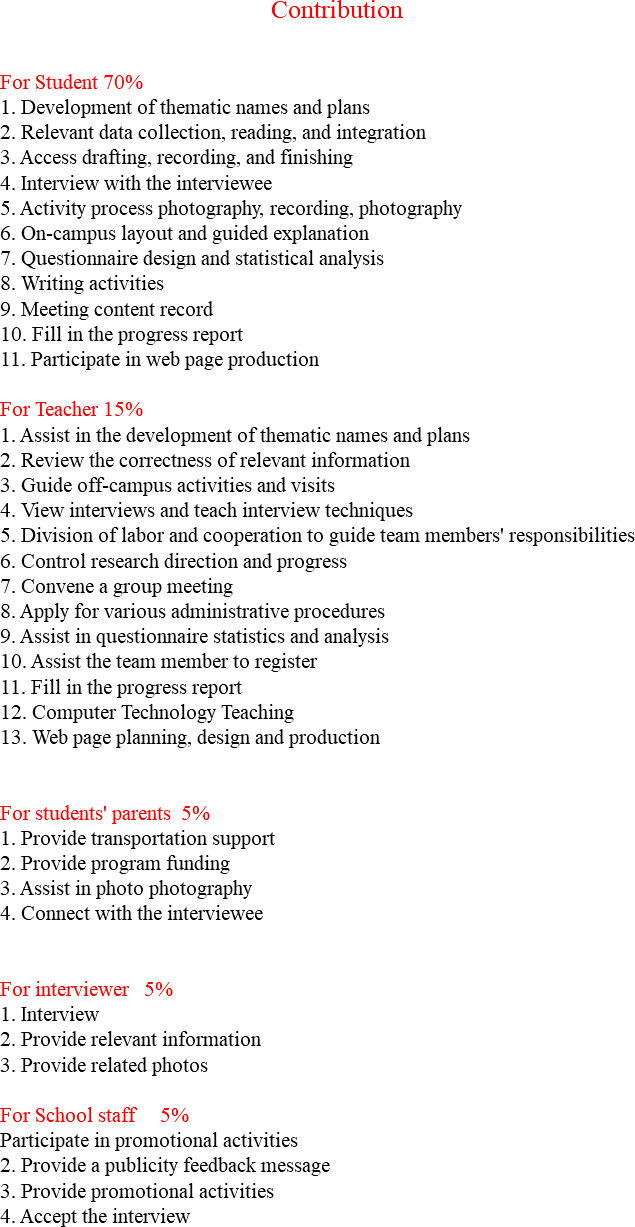 Contribution
For Student 70%
1. Development of thematic names and plans
2. Relevant data collection, reading, and integration
3. Access drafting, recording, and finishing
4. Interview with the interviewee
5. Activity process photography, recording, photography
6. On-campus layout and guided explanation
7. Questionnaire design and statistical analysis
8. Writing activities
9. Meeting content record
10. Fill in the progress report
11. Participate in web page production
For Teacher 15%
1. Assist in the development of thematic names and plans
2. Review the correctness of relevant information
3. Guide off-campus activities and visits
4. View interviews and teach interview techniques
5. Division of labor and cooperation to guide team members' responsibilities
6. Control research direction and progress
7. Convene a group meeting
8. Apply for various administrative procedures
9. Assist in questionnaire statistics and analysis
10. Assist the team member to register
11. Fill in the progress report
12. Computer Technology Teaching
13. Web page planning, design and production
For students' parents 5%
1. Provide transportation support
2. Provide program funding
3. Assist in photo photography
4. Connect with the interviewee
For interviewer 5%
1. Interview
2. Provide relevant information
3. Provide related photos
For School staff 5%
Participate in promotional activities
2. Provide a publicity feedback message
3. Provide promotional activities
4. Accept the interview